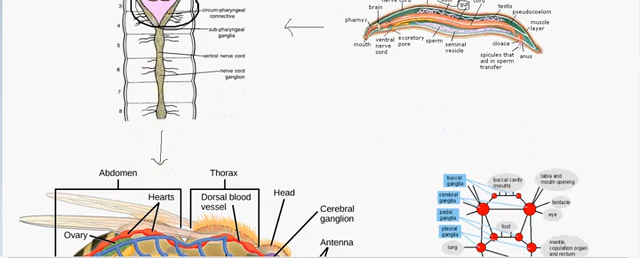 3
circum-pharyngeal
connective
4
sub-pharyngeal
ganglia
5
ventral nerve
cord
6
nerve cord
ganglion
7
8
nerve cord
brain
gut
testis
pseudocoelom
pharynx
muscle
layer
mouth
ventral
nerve
cord
excretory
pore
sperm
seminal
vesicle
cloaca
anus
spicules that
aid in sperm
transfer
Abdomen
Thorax
Hearts
Dorsal blood
vessel
Head
Cerebral
ganglion
Ovary
Antenna
buccal
ganglia
buccal cavity
(mouth)
labia and
mouth opening
cerebral
ganglia
tentacle
pedal
ganglia
eye
pleural
ganglia
foot
lung
mantle,
copulation organ
and rectum